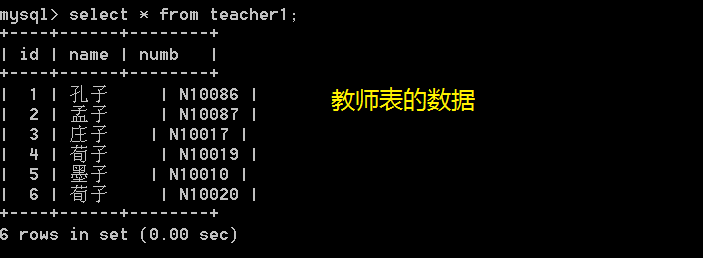 mysql> select * from teacher1;
+----+------+--------+
| id | name | numb   |
+----+------+--------+
|  1 | 孔子     | N10086 |
|  2 | 孟子     | N10087 |
|  3 | 庄子    | N10017 |
|  4 | 荀子     | N10019 |
|  5 | 墨子    | N10010 |
|  6 | 荀子     | N10020 |
+----+------+--------+
6 rows in set (0.00 sec)
教师表的数据